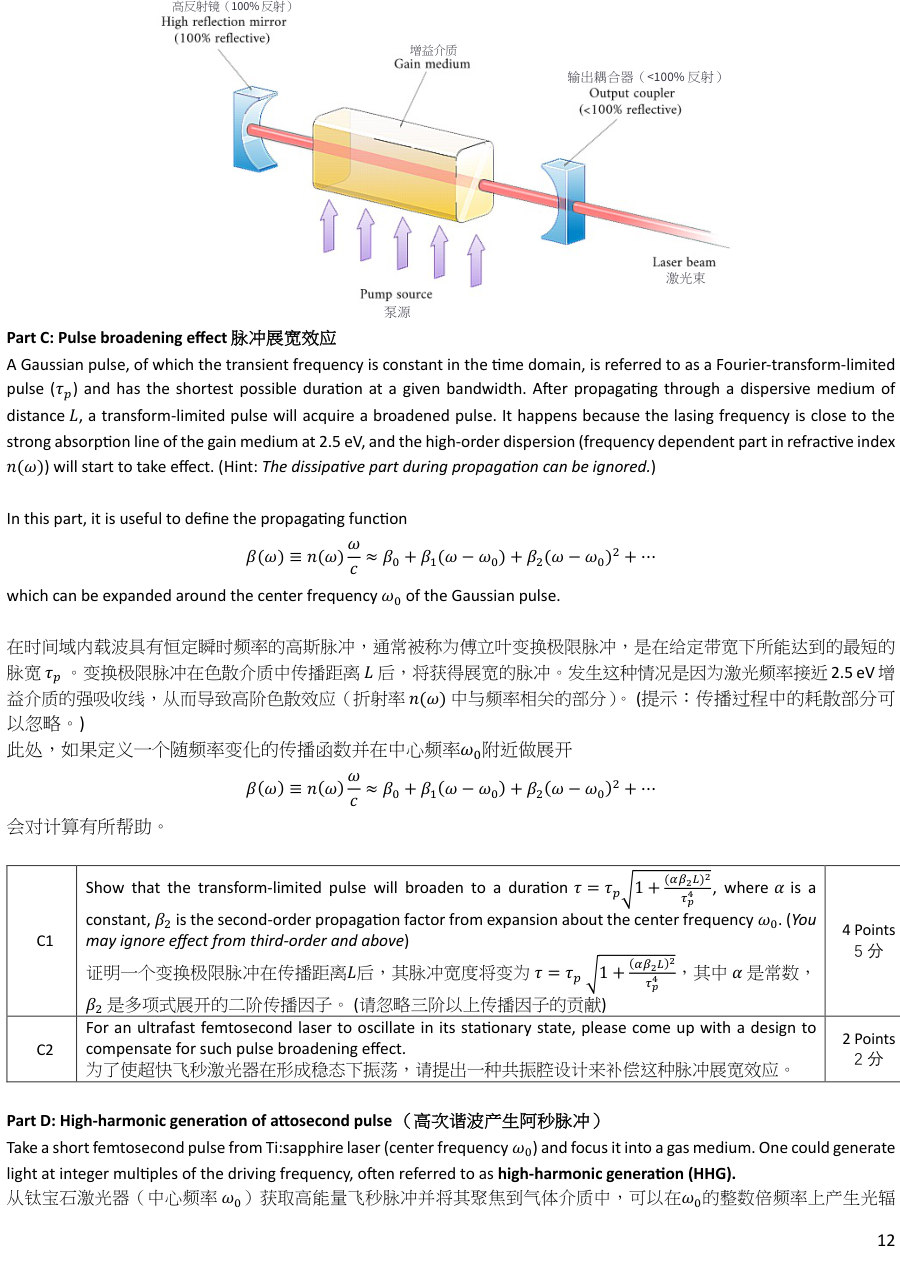 高反射镜（100% 反射）
High reflection mirror
(100% reflective)
增益介质
Gain medium
输出耦合器（<100% 反射）
Output coupler
(<100% reflective)
Laser beam
激光束
Pump source
泵源
Part C: Pulse broadening effect 脉冲展宽效应
A Gaussian pulse, of which the transient frequency is constant in the time domain, is referred to as a Fourier-transform-limited
pulse (τ_p) and has the shortest possible duration at a given bandwidth. After propagating through a dispersive medium of
distance L, a transform-limited pulse will acquire a broadened pulse. It happens because the lasing frequency is close to the
strong absorption line of the gain medium at 2.5 eV, and the high-order dispersion (frequency dependent part in refractive index
n(ω)) will start to take effect. (Hint: The dissipative part during propagation can be ignored.)
In this part, it is useful to define the propagating function
β(ω) ≡ n(ω) ω/c ≈ β₀ + β₁(ω − ω₀) + β₂(ω − ω₀)² + ⋯
which can be expanded around the center frequency ω₀ of the Gaussian pulse.
在时间域内载波具有恒定瞬时频率的高斯脉冲，通常被称为傅立叶变换极限脉冲，是在给定带宽下所能达到的最短的
脉宽 τ_p 。变换极限脉冲在色散介质中传播距离 L 后，将获得展宽的脉冲。发生这种情况是因为激光频率接近 2.5 eV 增
益介质的强吸收线，从而导致高阶色散效应（折射率 n(ω) 中与频率相关的部分）。 (提示：传播过程中的耗散部分可
以忽略。)
此处，如果定义一个随频率变化的传播函数并在中心频率ω₀附近做展开
β(ω) ≡ n(ω) ω/c ≈ β₀ + β₁(ω − ω₀) + β₂(ω − ω₀)² + ⋯
会对计算有所帮助。
C1
Show that the transform-limited pulse will broaden to a duration τ = τ_p √(1 + (αβ₂L)²/τ_p⁴), where α is a
constant, β₂ is the second-order propagation factor from expansion about the center frequency ω₀. (You
may ignore effect from third-order and above)
证明一个变换极限脉冲在传播距离L后，其脉冲宽度将变为 τ = τ_p √(1 + (αβ₂L)²/τ_p⁴)，其中 α 是常数，
β₂ 是多项式展开的二阶传播因子。 (请忽略三阶以上传播因子的贡献)
4 Points
5 分
C2
For an ultrafast femtosecond laser to oscillate in its stationary state, please come up with a design to
compensate for such pulse broadening effect.
为了使超快飞秒激光器在形成稳态下振荡，请提出一种共振腔设计来补偿这种脉冲展宽效应。
2 Points
2 分
Part D: High-harmonic generation of attosecond pulse （高次谐波产生阿秒脉冲）
Take a short femtosecond pulse from Ti:sapphire laser (center frequency ω₀) and focus it into a gas medium. One could generate
light at integer multiples of the driving frequency, often referred to as high-harmonic generation (HHG).
从钛宝石激光器（中心频率 ω₀）获取高能量飞秒脉冲并将其聚焦到气体介质中，可以在ω₀的整数倍频率上产生光辐
12